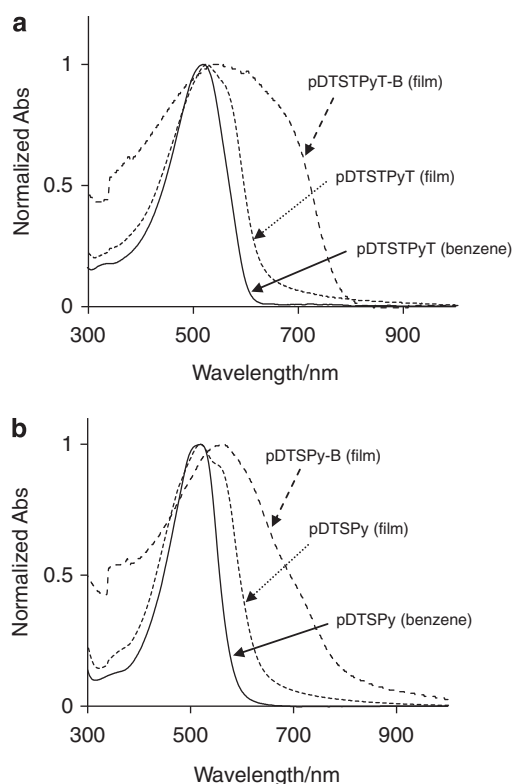 a
Normalized Abs
1
0.5
0
pDTSTPyT-B (film)
pDTSTPyT (film)
pDTSTPyT (benzene)
300 500 700 900
Wavelength/nm
b
Normalized Abs
1
0.5
0
pDTSPy-B (film)
pDTSPy (film)
pDTSPy (benzene)
300 500 700 900
Wavelength/nm